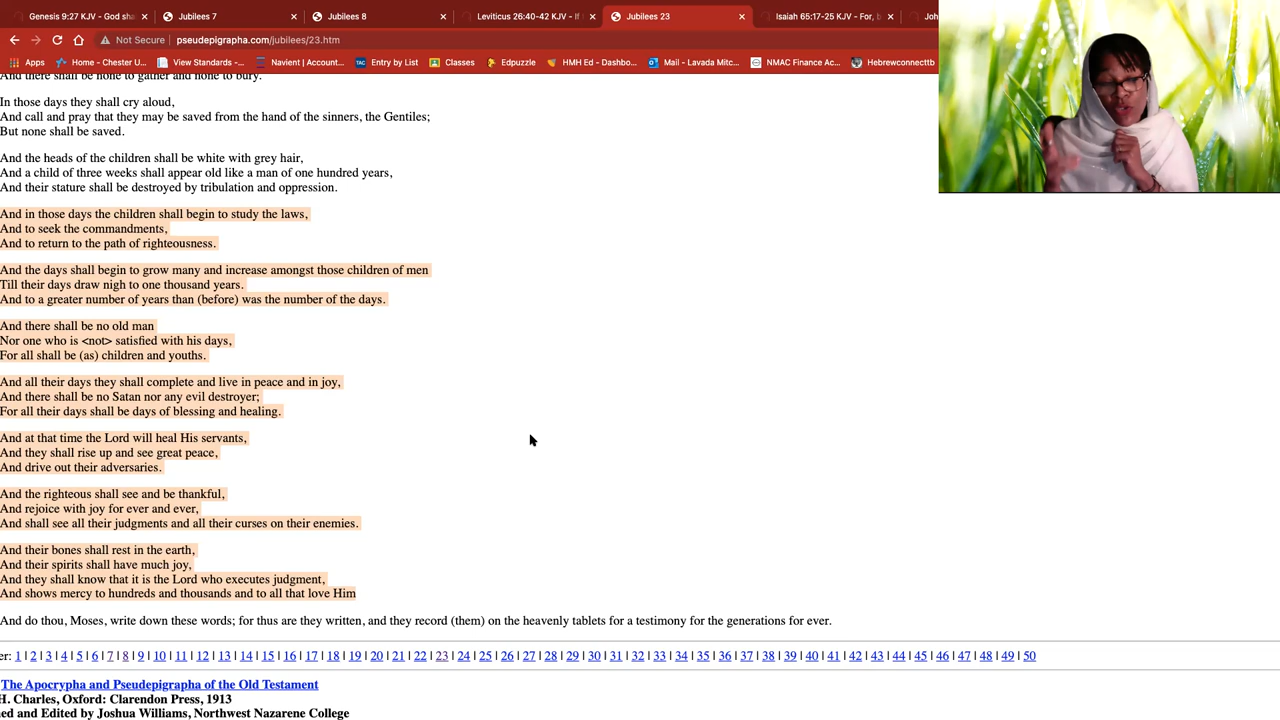 Genesis 9:27 KJV - God sha
Jubilees 7
Jubilees 8
Leviticus 26:40-42 KJV - If
Jubilees 23
Isaiah 65:17-25 KJV - For, b
Joh
Not Secure | pseudepigrapha.com/jubilees/23.htm
Apps Home - Chester U... View Standards -... Navient | Account... Entry by List Classes Edpuzzle HMH Ed - Dashbo... Mail - Lavada Mitc... NMAC Finance Ac... Hebrewconnecttb
And there shall be none to gather and none to bury.
In those days they shall cry aloud,
And call and pray that they may be saved from the hand of the sinners, the Gentiles;
But none shall be saved.
And the heads of the children shall be white with grey hair,
And a child of three weeks shall appear old like a man of one hundred years,
And their stature shall be destroyed by tribulation and oppression.
And in those days the children shall begin to study the laws,
And to seek the commandments,
And to return to the path of righteousness.
And the days shall begin to grow many and increase amongst those children of men
Till their days draw nigh to one thousand years.
And to a greater number of years than (before) was the number of the days.
And there shall be no old man
Nor one who is <not> satisfied with his days,
For all shall be (as) children and youths.
And all their days they shall complete and live in peace and in joy,
And there shall be no Satan nor any evil destroyer;
For all their days shall be days of blessing and healing.
And at that time the Lord will heal His servants,
And they shall rise up and see great peace,
And drive out their adversaries.
And the righteous shall see and be thankful,
And rejoice with joy for ever and ever,
And shall see all their judgments and all their curses on their enemies.
And their bones shall rest in the earth,
And their spirits shall have much joy,
And they shall know that it is the Lord who executes judgment,
And shows mercy to hundreds and thousands and to all that love Him
And do thou, Moses, write down these words; for thus are they written, and they record (them) on the heavenly tablets for a testimony for the generations for ever.
er: 1 | 2 | 3 | 4 | 5 | 6 | 7 | 8 | 9 | 10 | 11 | 12 | 13 | 14 | 15 | 16 | 17 | 18 | 19 | 20 | 21 | 22 | 23 | 24 | 25 | 26 | 27 | 28 | 29 | 30 | 31 | 32 | 33 | 34 | 35 | 36 | 37 | 38 | 39 | 40 | 41 | 42 | 43 | 44 | 45 | 46 | 47 | 48 | 49 | 50
The Apocrypha and Pseudepigrapha of the Old Testament
H. Charles, Oxford: Clarendon Press, 1913
ned and Edited by Joshua Williams, Northwest Nazarene College